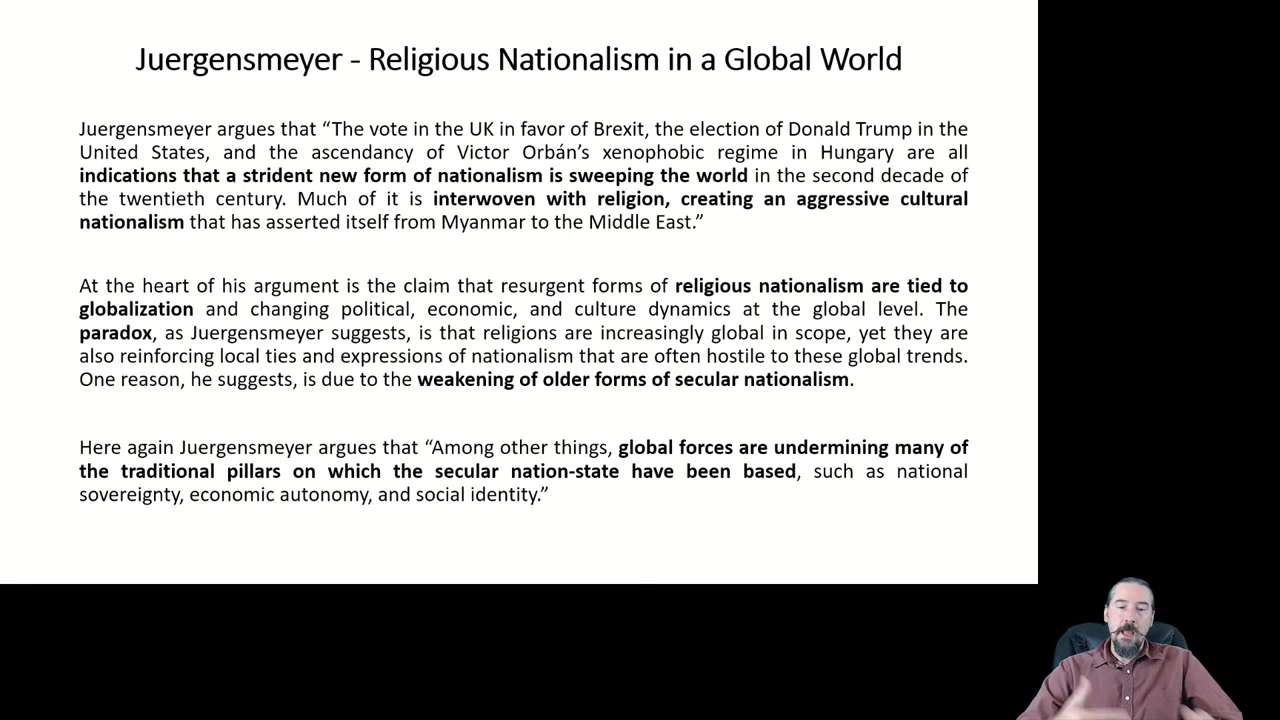 Juergensmeyer - Religious Nationalism in a Global World
Juergensmeyer argues that “The vote in the UK in favor of Brexit, the election of Donald Trump in the
United States, and the ascendancy of Victor Orbán’s xenophobic regime in Hungary are all
indications that a strident new form of nationalism is sweeping the world in the second decade of
the twentieth century. Much of it is interwoven with religion, creating an aggressive cultural
nationalism that has asserted itself from Myanmar to the Middle East.”
At the heart of his argument is the claim that resurgent forms of religious nationalism are tied to
globalization and changing political, economic, and culture dynamics at the global level. The
paradox, as Juergensmeyer suggests, is that religions are increasingly global in scope, yet they are
also reinforcing local ties and expressions of nationalism that are often hostile to these global trends.
One reason, he suggests, is due to the weakening of older forms of secular nationalism.
Here again Juergensmeyer argues that “Among other things, global forces are undermining many of
the traditional pillars on which the secular nation-state have been based, such as national
sovereignty, economic autonomy, and social identity.”